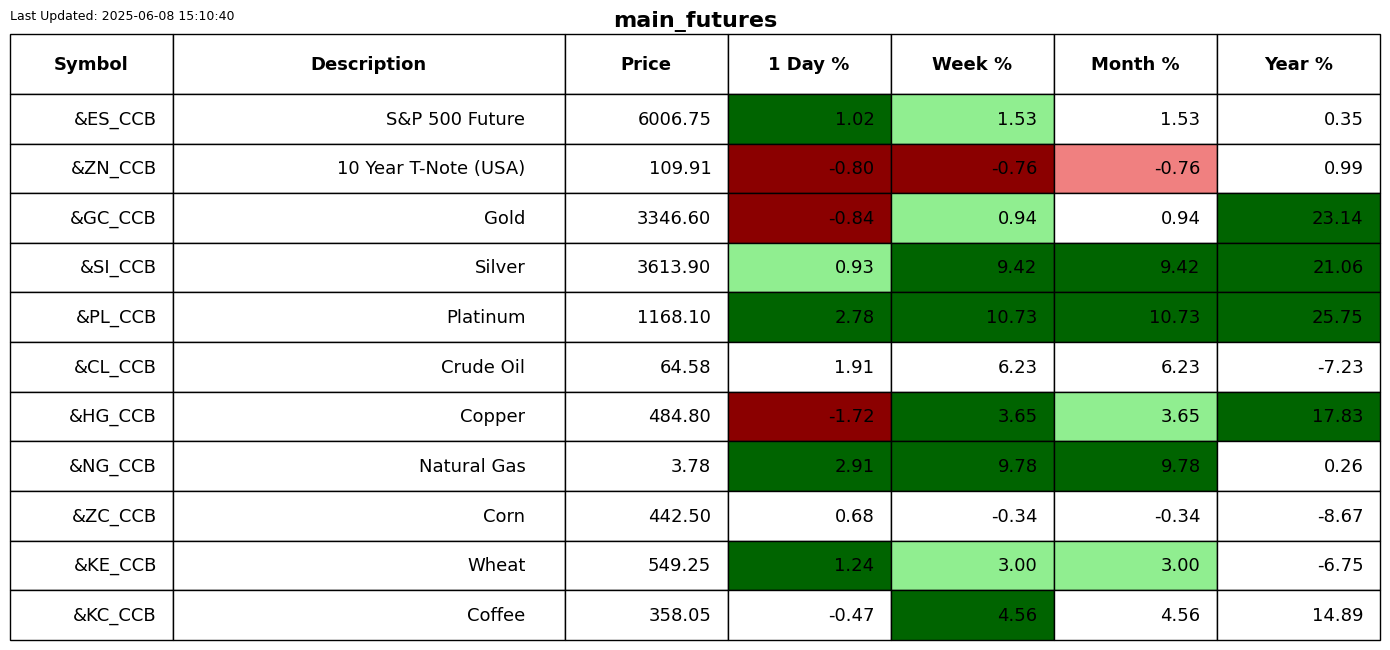 Last Updated: 2025-06-08 15:10:40
main_futures
Symbol Description Price 1 Day % Week % Month % Year %
&ES_CCB S&P 500 Future 6006.75 1.02 1.53 1.53 0.35
&ZN_CCB 10 Year T-Note (USA) 109.91 -0.80 -0.76 -0.76 0.99
&GC_CCB Gold 3346.60 -0.84 0.94 0.94 23.14
&SI_CCB Silver 3613.90 0.93 9.42 9.42 21.06
&PL_CCB Platinum 1168.10 2.78 10.73 10.73 25.75
&CL_CCB Crude Oil 64.58 1.91 6.23 6.23 -7.23
&HG_CCB Copper 484.80 -1.72 3.65 3.65 17.83
&NG_CCB Natural Gas 3.78 2.91 9.78 9.78 0.26
&ZC_CCB Corn 442.50 0.68 -0.34 -0.34 -8.67
&KE_CCB Wheat 549.25 1.24 3.00 3.00 -6.75
&KC_CCB Coffee 358.05 -0.47 4.56 4.56 14.89